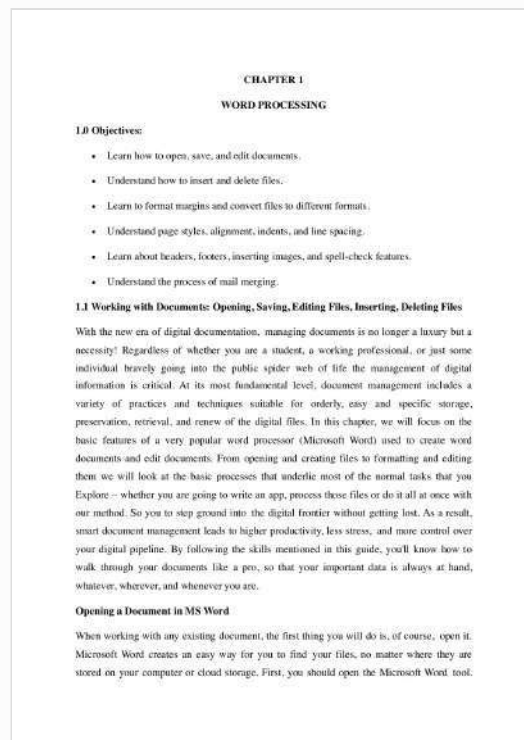 CHAPTER 1
WORD PROCESSING
1.0 Objectives:
• Learn how to open, save, and edit documents.
• Understand how to insert and delete files.
• Learn to format margins and convert files to different formats.
• Understand page styles, alignment, indents, and line spacing.
• Learn about headers, footers, inserting images, and spell-check features.
• Understand the process of mail merging.
1.1 Working with Documents: Opening, Saving, Editing Files, Inserting, Deleting Files
With the new era of digital documentation, managing documents is no longer a luxury but a
necessity! Regardless of whether you are a student, a working professional, or just some
individual bravely going into the public spider web of life the management of digital
information is critical. At its most fundamental level, document management includes a
variety of practices and techniques suitable for orderly, easy and specific storage,
preservation, retrieval, and renew of the digital files. In this chapter, we will focus on the
basic features of a very popular word processor (Microsoft Word) used to create word
documents and edit documents. From opening and creating files to formatting and editing
them we will look at the basic processes that underlie most of the normal tasks that you
Explore – whether you are going to write an app, process those files or do it all at once with
our method. So you to step ground into the digital frontier without getting lost. As a result,
smart document management leads to higher productivity, less stress, and more control over
your digital pipeline. By following the skills mentioned in this guide, you'll know how to
walk through your documents like a pro, so that your important data is always at hand,
whatever, wherever, and whenever you are.
Opening a Document in MS Word
When working with any existing document, the first thing you will do is, of course, open it.
Microsoft Word creates an easy way for you to find your files, no matter where they are
stored on your computer or cloud storage. First, you should open the Microsoft Word tool.